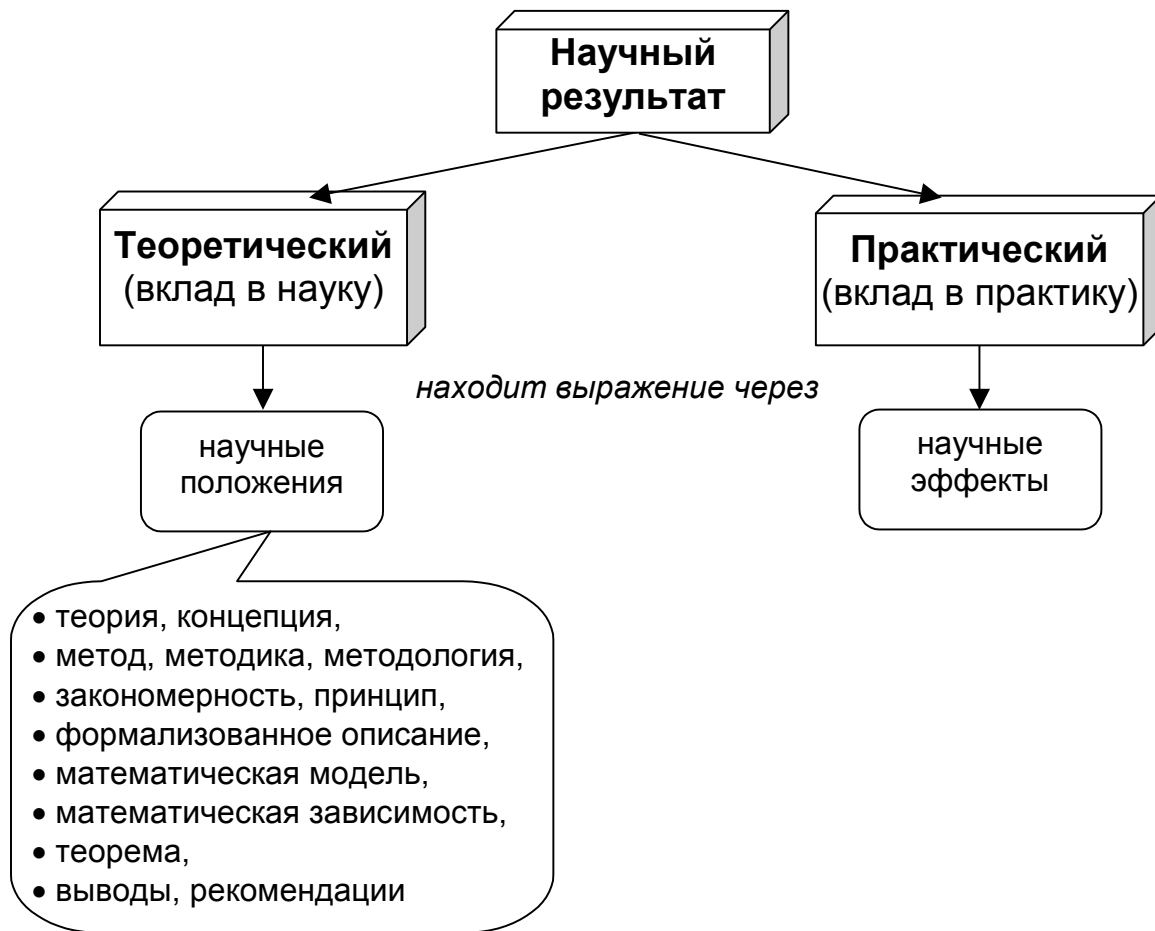 Научный
результат
Теоретический
(вклад в науку)
Практический
(вклад в практику)
находит выражение через
научные
положения
научные
эффекты
• теория, концепция,
• метод, методика, методология,
• закономерность, принцип,
• формализованное описание,
• математическая модель,
• математическая зависимость,
• теорема,
• выводы, рекомендации